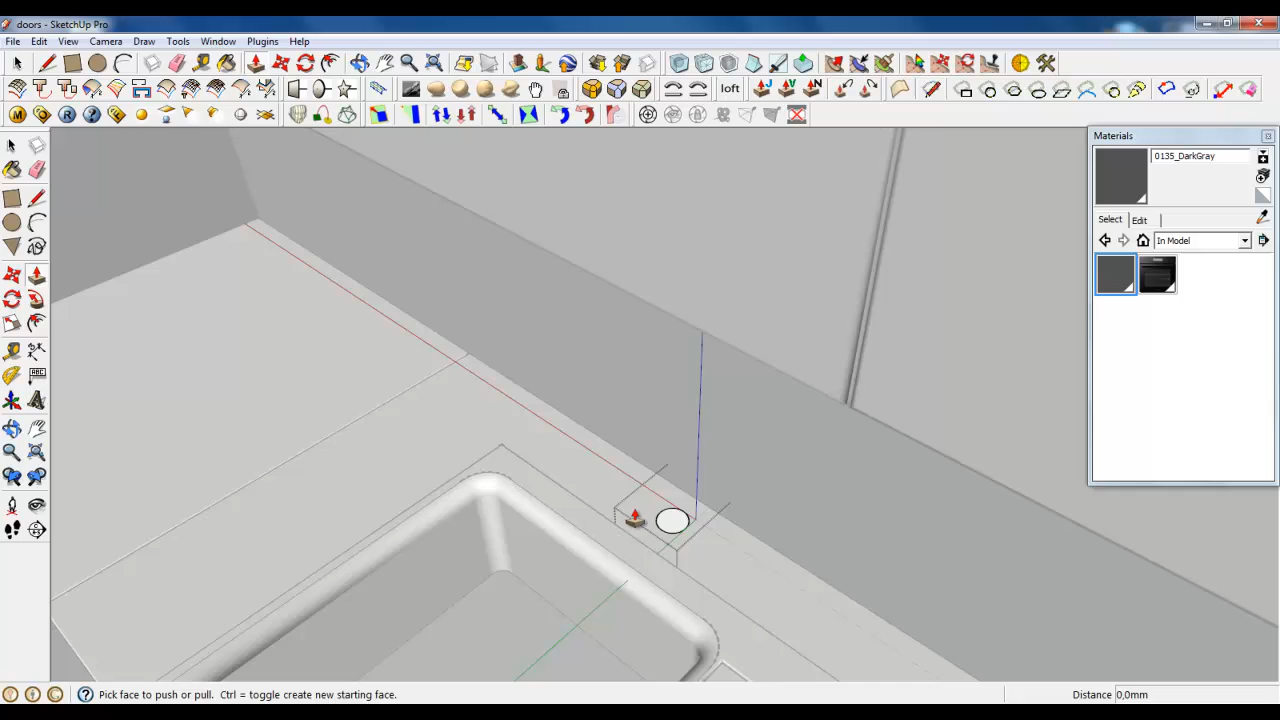 doors - SketchUp Pro
File Edit View Camera Draw Tools Window Plugins Help
loft
M R ?
Materials
0135_DarkGray
Select Edit
In Model
ABC
Pick face to push or pull. Ctrl = toggle create new starting face.
Distance 0,0mm